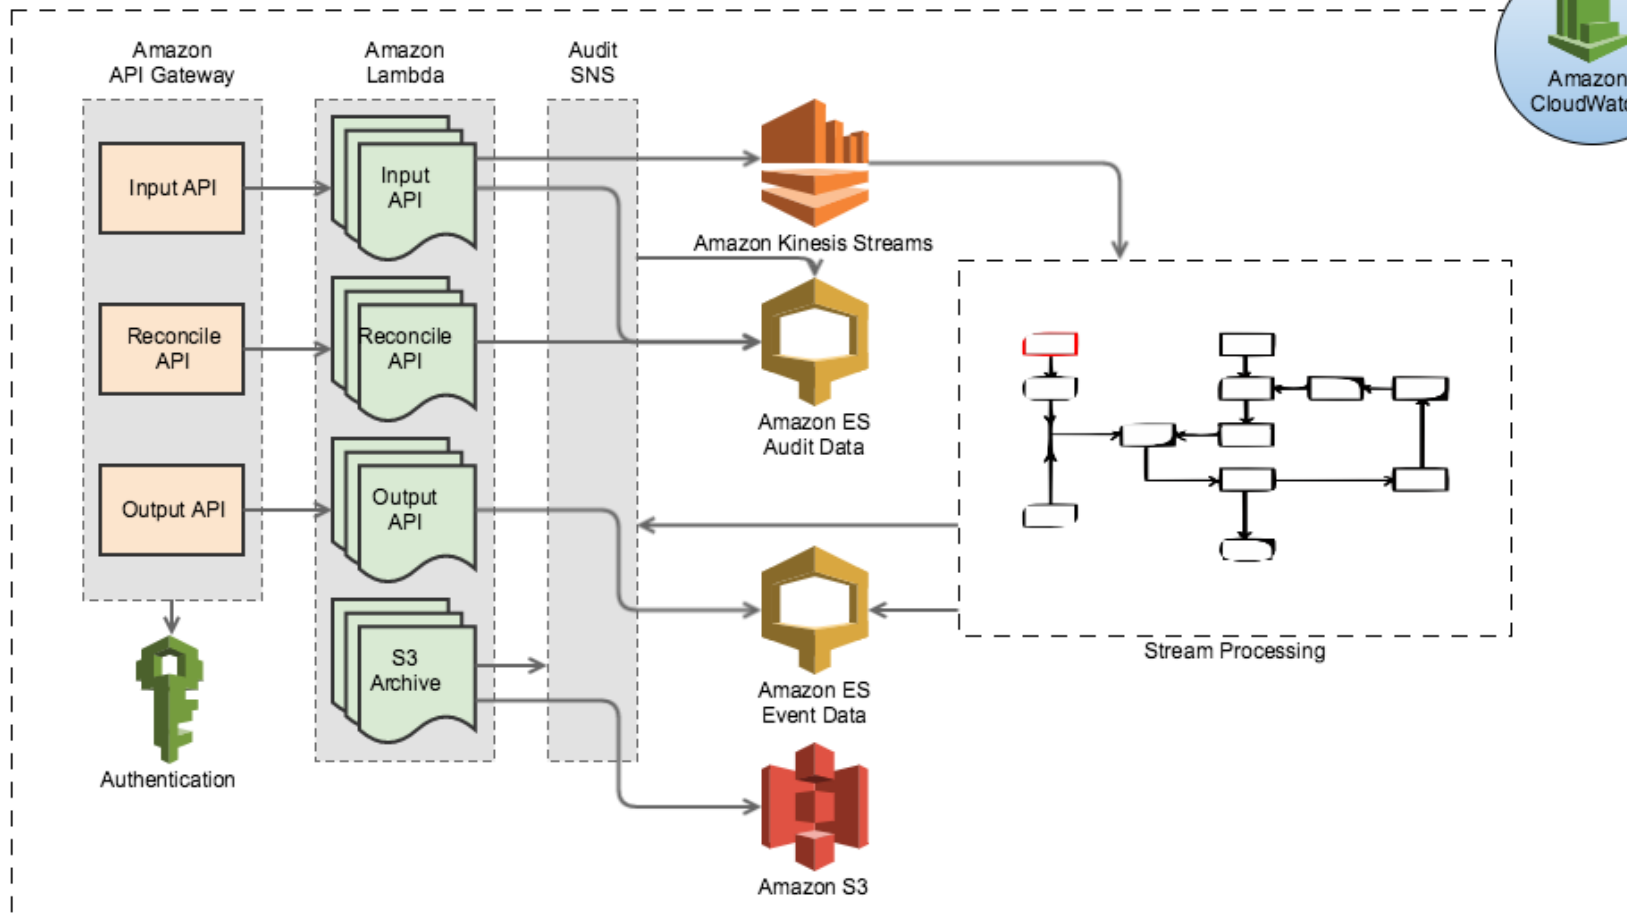 Amazon
API Gateway
Amazon
Lambda
Audit
SNS
Amazon
Input API
Input
API
Amazon Kinesis Streams
Reconcile
API
Reconcile
API
Amazon ES
Audit Data
Output API
Output
API
Stream Processing
S3
Archive
Amazon ES
Event Data
Authentication
Amazon S3